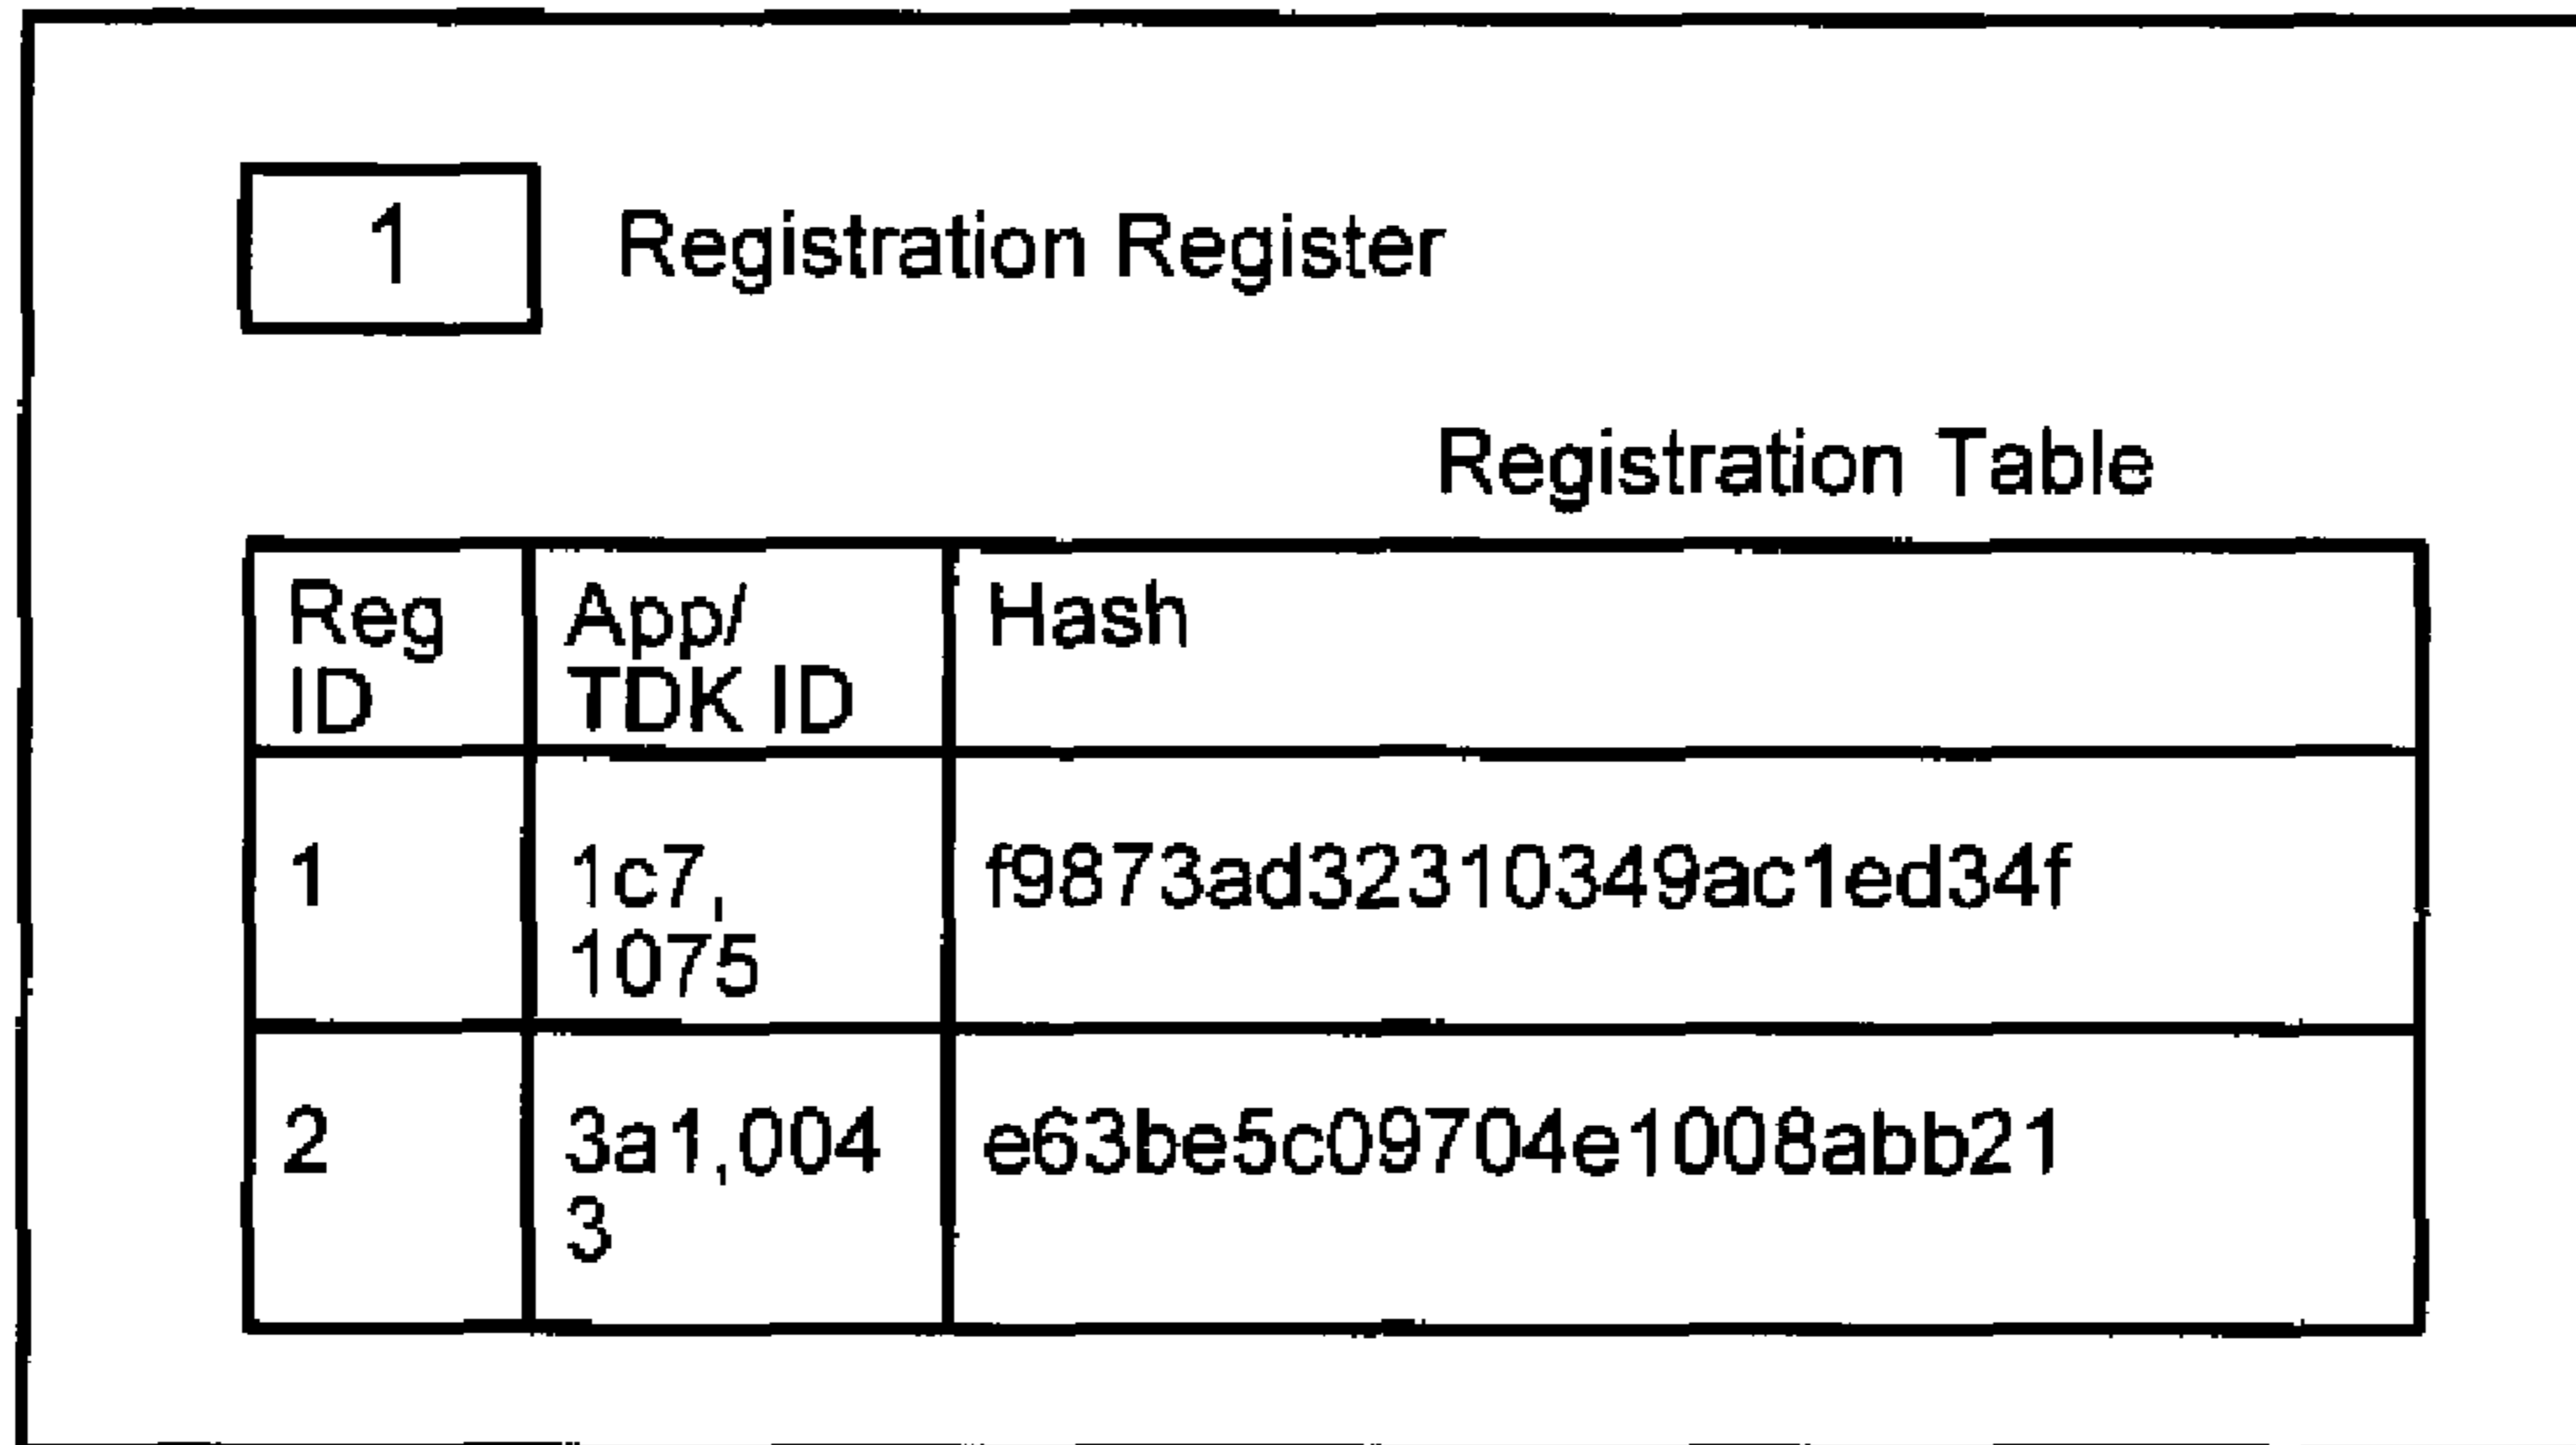 1 Registration Register
Registration Table
Reg ID App/ TDK ID Hash
1 1c7, 1075 f9873ad32310349ac1ed34f
2 3a1,004 3 e63be5c09704e1008abb21